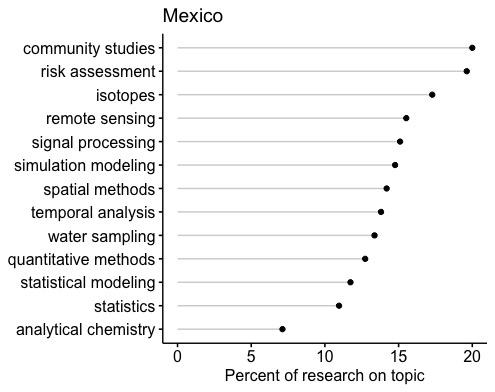 Mexico
community studies
risk assessment
isotopes
remote sensing
signal processing
simulation modeling
spatial methods
temporal analysis
water sampling
quantitative methods
statistical modeling
statistics
analytical chemistry
0 5 10 15 20
Percent of research on topic